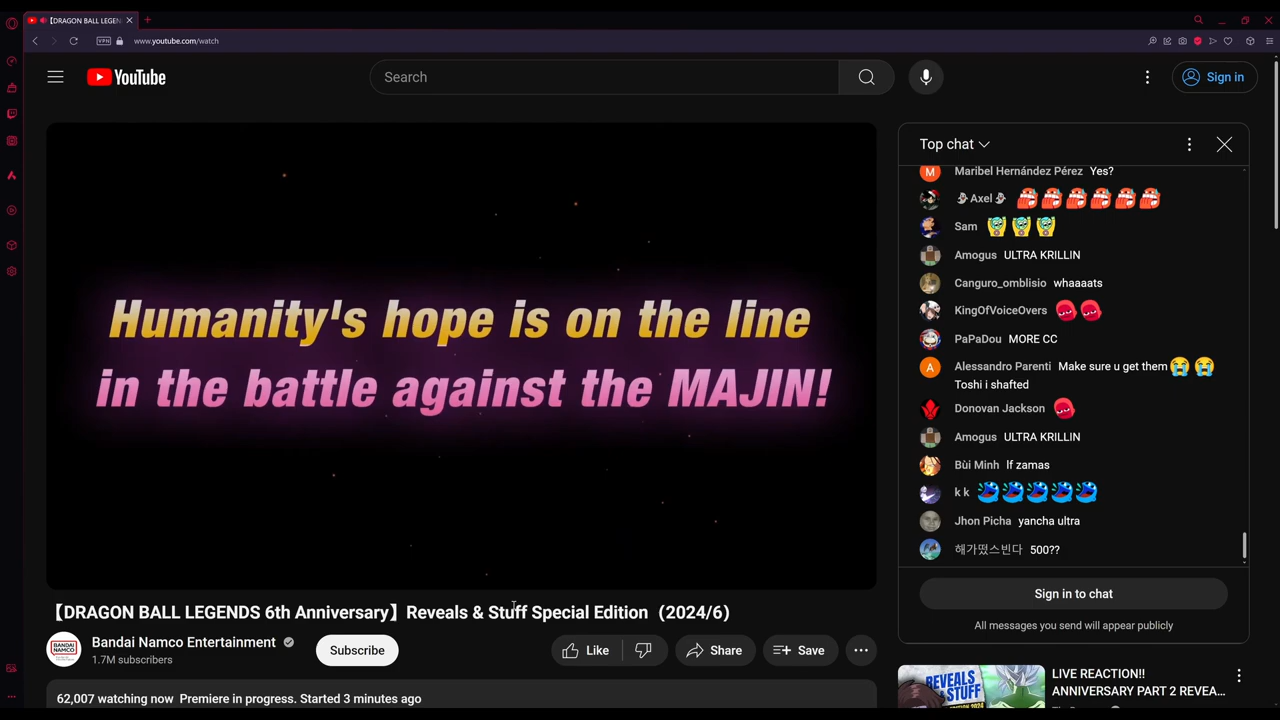 【DRAGON BALL LEGEN
VPN
www.youtube.com/watch
YouTube
Search
Sign in
Humanity's hope is on the line
in the battle against the MAJIN!
【DRAGON BALL LEGENDS 6th Anniversary】Reveals & Stuff Special Edition（2024/6）
BANDAI
NAMCO
Bandai Namco Entertainment
1.7M subscribers
Subscribe
Like
Share
Save
62,007 watching now Premiere in progress. Started 3 minutes ago
Top chat
M Maribel Hernández Pérez Yes?
Axel
Sam
Amogus ULTRA KRILLIN
Canguro_omblisio whaaaats
KingOfVoiceOvers
PaPaDou MORE CC
A Alessandro Parenti Make sure u get them
Toshi i shafted
Donovan Jackson
Amogus ULTRA KRILLIN
Bùi Minh lf zamas
k k
Jhon Picha yancha ultra
해가떴스빈다 500??
Sign in to chat
All messages you send will appear publicly
REVEALS
& STUFF
LIVE REACTION!!
ANNIVERSARY PART 2 REVEA...